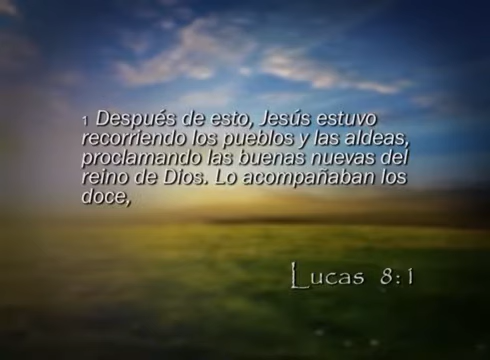 1 Después de esto, Jesús estuvo
recorriendo los pueblos y las aldeas,
proclamando las buenas nuevas del
reino de Dios. Lo acompañaban los
doce,
Lucas 8:1